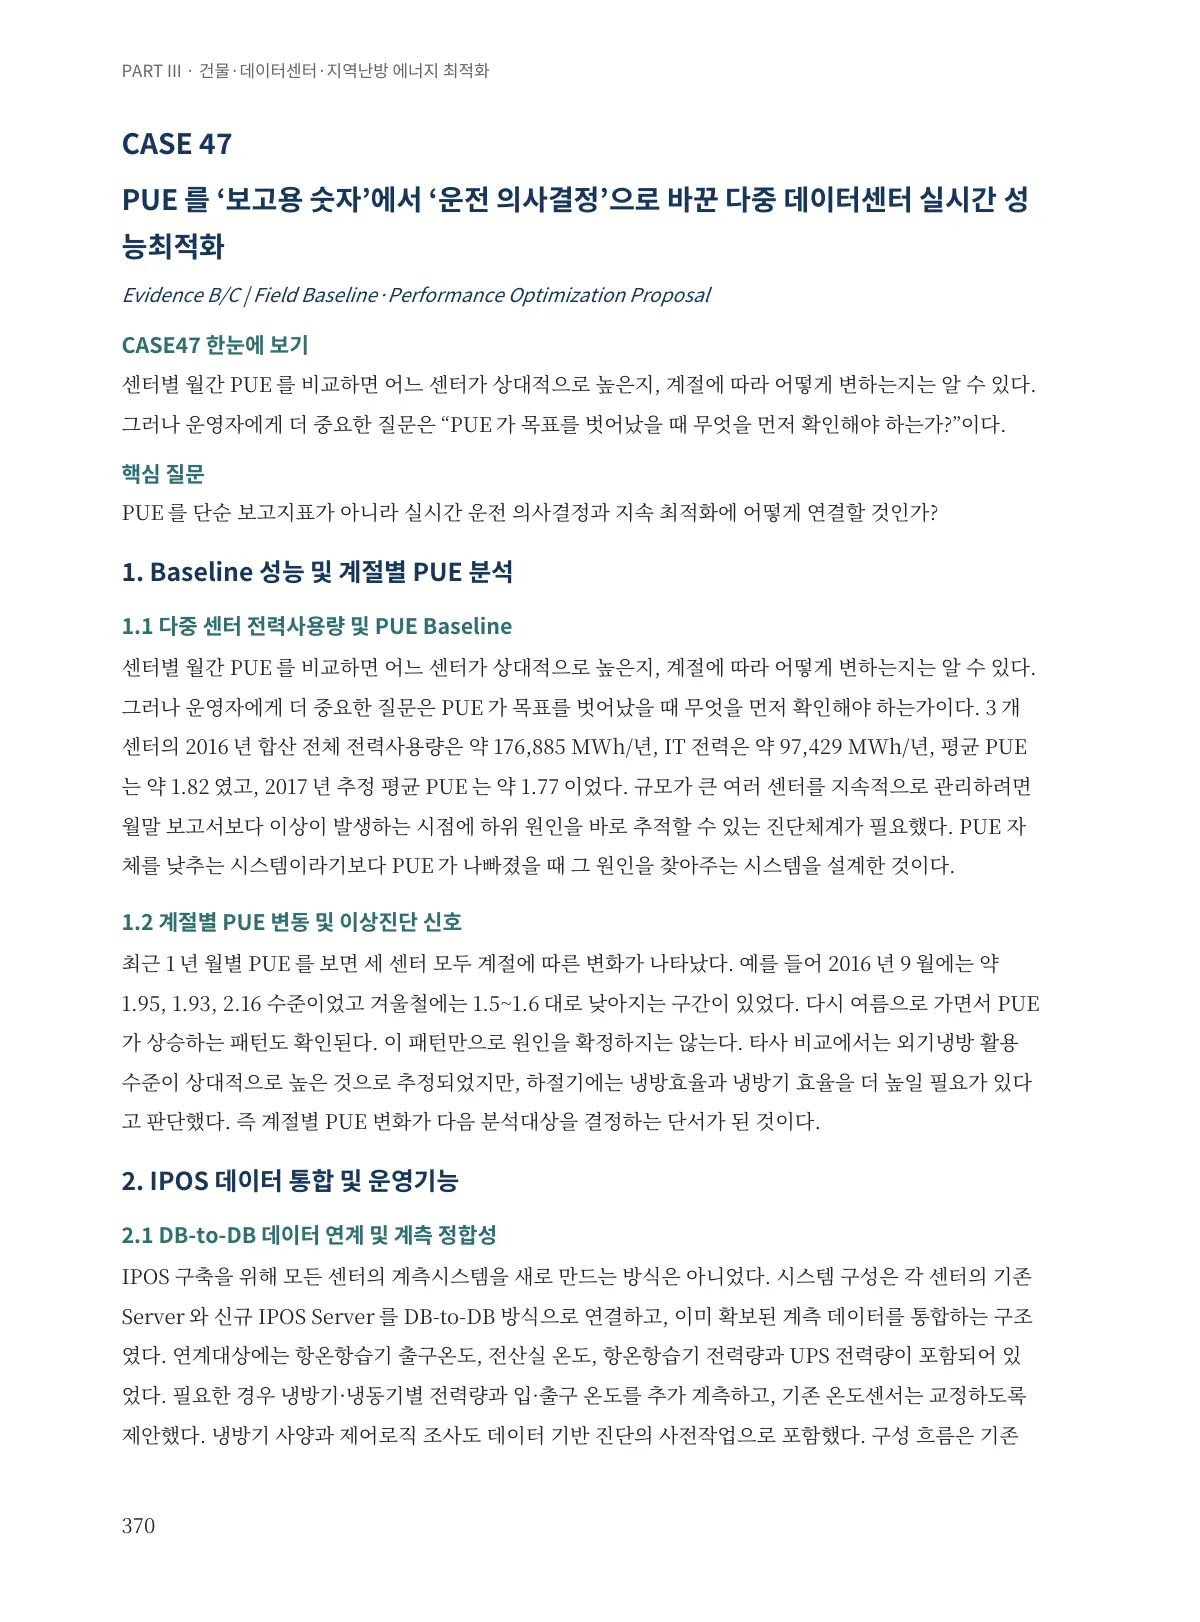 PART III · 건물·데이터센터·지역난방 에너지 최적화
CASE 47
PUE 를 ‘보고용 숫자’에서 ‘운전 의사결정’으로 바꾼 다중 데이터센터 실시간 성
능최적화
Evidence B/C | Field Baseline·Performance Optimization Proposal
CASE47 한눈에 보기
센터별 월간 PUE 를 비교하면 어느 센터가 상대적으로 높은지, 계절에 따라 어떻게 변하는지는 알 수 있다.
그러나 운영자에게 더 중요한 질문은 “PUE 가 목표를 벗어났을 때 무엇을 먼저 확인해야 하는가?”이다.
핵심 질문
PUE 를 단순 보고지표가 아니라 실시간 운전 의사결정과 지속 최적화에 어떻게 연결할 것인가?
1. Baseline 성능 및 계절별 PUE 분석
1.1 다중 센터 전력사용량 및 PUE Baseline
센터별 월간 PUE 를 비교하면 어느 센터가 상대적으로 높은지, 계절에 따라 어떻게 변하는지는 알 수 있다.
그러나 운영자에게 더 중요한 질문은 PUE 가 목표를 벗어났을 때 무엇을 먼저 확인해야 하는가이다. 3 개
센터의 2016 년 합산 전체 전력사용량은 약 176,885 MWh/년, IT 전력은 약 97,429 MWh/년, 평균 PUE
는 약 1.82 였고, 2017 년 추정 평균 PUE 는 약 1.77 이었다. 규모가 큰 여러 센터를 지속적으로 관리하려면
월말 보고서보다 이상이 발생하는 시점에 하위 원인을 바로 추적할 수 있는 진단체계가 필요했다. PUE 자
체를 낮추는 시스템이라기보다 PUE 가 나빠졌을 때 그 원인을 찾아주는 시스템을 설계한 것이다.
1.2 계절별 PUE 변동 및 이상진단 신호
최근 1 년 월별 PUE 를 보면 세 센터 모두 계절에 따른 변화가 나타났다. 예를 들어 2016 년 9 월에는 약
1.95, 1.93, 2.16 수준이었고 겨울철에는 1.5~1.6 대로 낮아지는 구간이 있었다. 다시 여름으로 가면서 PUE
가 상승하는 패턴도 확인된다. 이 패턴만으로 원인을 확정하지는 않는다. 타사 비교에서는 외기냉방 활용
수준이 상대적으로 높은 것으로 추정되었지만, 하절기에는 냉방효율과 냉방기 효율을 더 높일 필요가 있다
고 판단했다. 즉 계절별 PUE 변화가 다음 분석대상을 결정하는 단서가 된 것이다.
2. IPOS 데이터 통합 및 운영기능
2.1 DB-to-DB 데이터 연계 및 계측 정합성
IPOS 구축을 위해 모든 센터의 계측시스템을 새로 만드는 방식은 아니었다. 시스템 구성은 각 센터의 기존
Server 와 신규 IPOS Server 를 DB-to-DB 방식으로 연결하고, 이미 확보된 계측 데이터를 통합하는 구조
였다. 연계대상에는 항온항습기 출구온도, 전산실 온도, 항온항습기 전력량과 UPS 전력량이 포함되어 있
었다. 필요한 경우 냉방기·냉동기별 전력량과 입·출구 온도를 추가 계측하고, 기존 온도센서는 교정하도록
제안했다. 냉방기 사양과 제어로직 조사도 데이터 기반 진단의 사전작업으로 포함했다. 구성 흐름은 기존
370